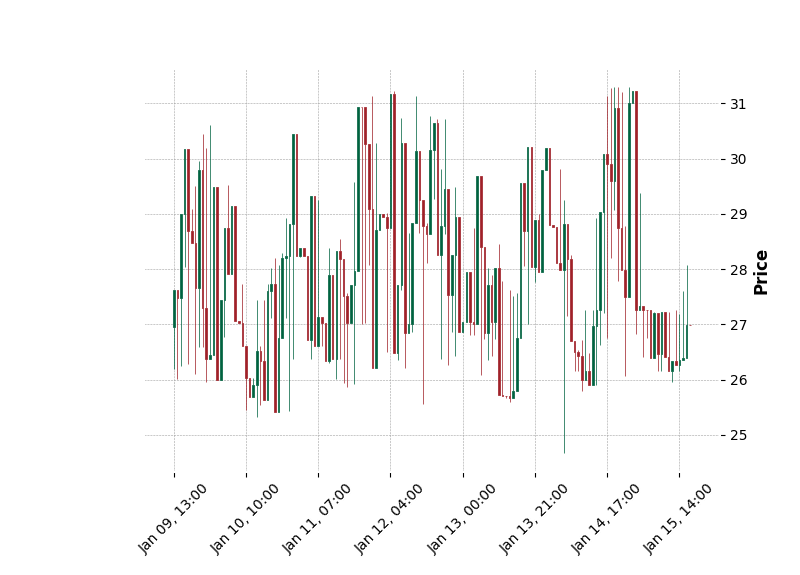 31
30
29
28
27
26
25
Price
Jan 09, 13:00
Jan 10, 10:00
Jan 11, 07:00
Jan 12, 04:00
Jan 13, 00:00
Jan 13, 21:00
Jan 14, 17:00
Jan 15, 14:00